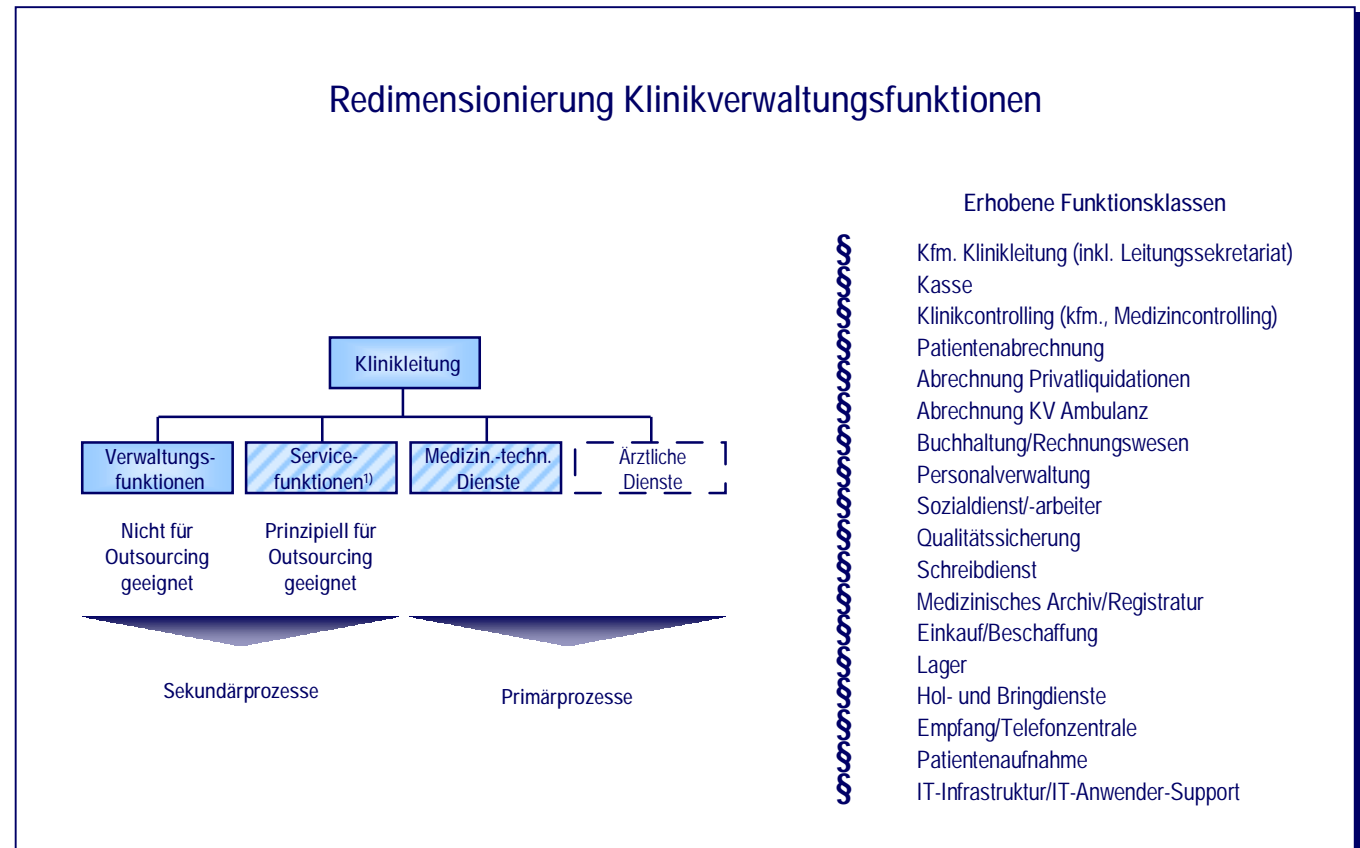 Redimensionierung Klinikverwaltungsfunktionen
Klinikleitung
Verwaltungs-
funktionen
Service-
funktionen1)
Medizin.-techn.
Dienste
Ärztliche
Dienste
Nicht für
Outsourcing
geeignet
Prinzipiell für
Outsourcing
geeignet
Sekundärprozesse
Primärprozesse
Erhobene Funktionsklassen
§ Kfm. Klinikleitung (inkl. Leitungssekretariat)
§ Kasse
§ Klinikcontrolling (kfm., Medizincontrolling)
§ Patientenabrechnung
§ Abrechnung Privatliquidationen
§ Abrechnung KV Ambulanz
§ Buchhaltung/Rechnungswesen
§ Personalverwaltung
§ Sozialdienst/-arbeiter
§ Qualitätssicherung
§ Schreibdienst
§ Medizinisches Archiv/Registratur
§ Einkauf/Beschaffung
§ Lager
§ Hol- und Bringdienste
§ Empfang/Telefonzentrale
§ Patientenaufnahme
§ IT-Infrastruktur/IT-Anwender-Support